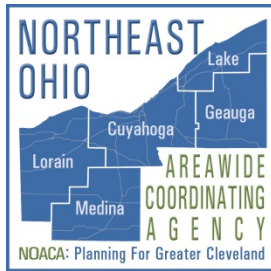 NORTHEAST
OHIO
Lake
Geauga
Cuyahoga
Lorain
Medina
AREAWIDE
COORDINATING
AGENCY
NOACA: Planning For Greater Cleveland